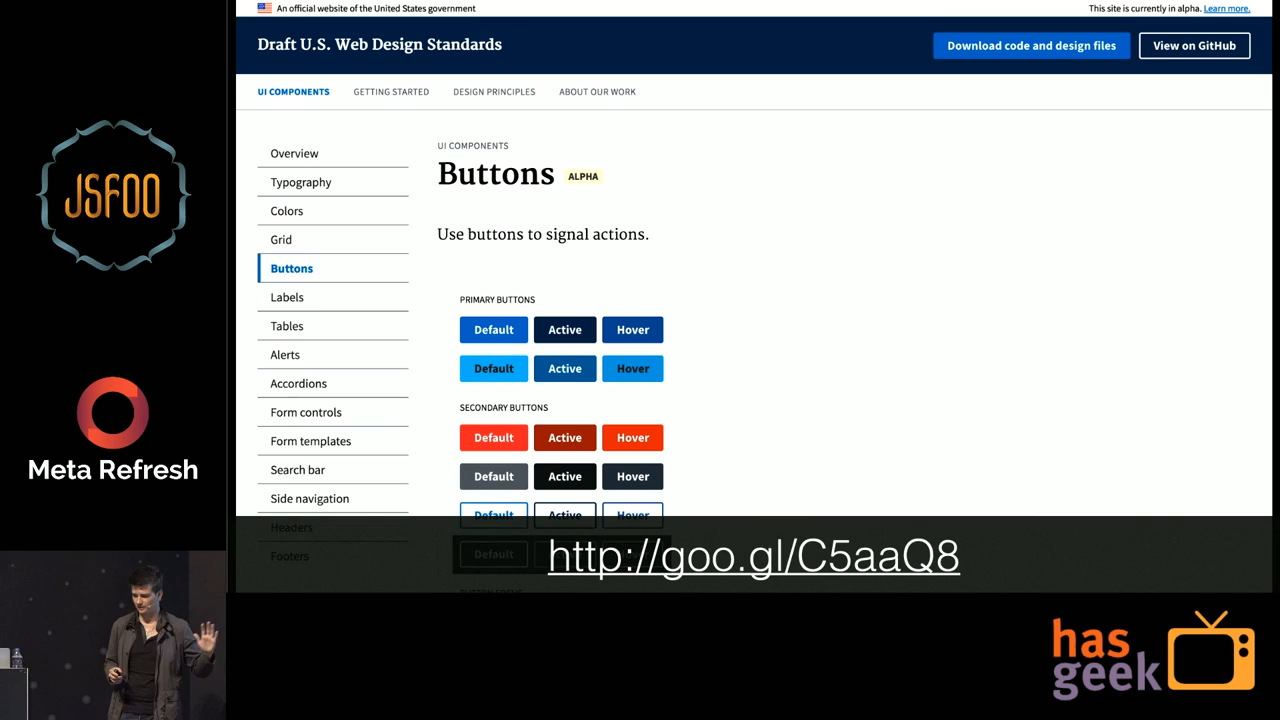 An official website of the United States government
This site is currently in alpha. Learn more.
Draft U.S. Web Design Standards
Download code and design files
View on GitHub
UI COMPONENTS
GETTING STARTED
DESIGN PRINCIPLES
ABOUT OUR WORK
Overview
Typography
Colors
Grid
Buttons
Labels
Tables
Alerts
Accordions
Form controls
Form templates
Search bar
Side navigation
Headers
Footers
UI COMPONENTS
Buttons ALPHA
Use buttons to signal actions.
PRIMARY BUTTONS
Default Active Hover
Default Active Hover
SECONDARY BUTTONS
Default Active Hover
Default Active Hover
Default Active Hover
Default
http://goo.gl/C5aaQ8
JSFOO
Meta Refresh
has
geek